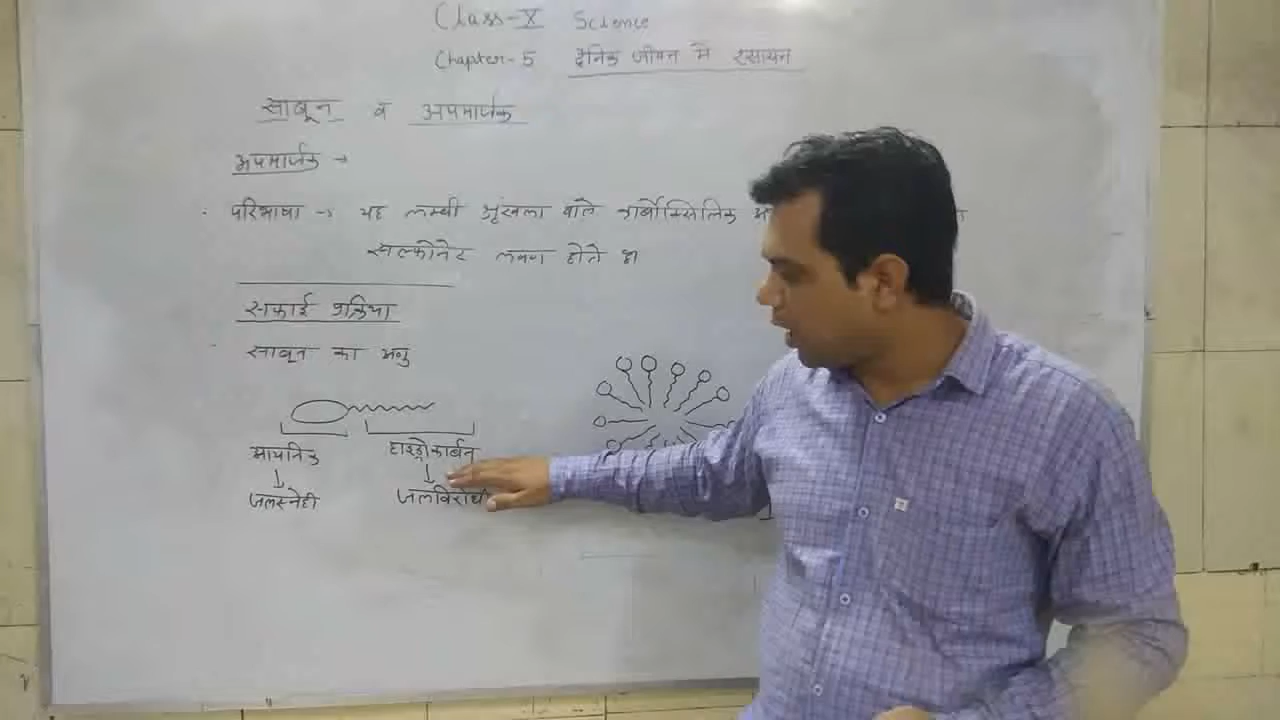 Class-X Science
Chapter-5 दैनिक जीवन में रसायन
साबुन व अपमार्जक
अपमार्जक →
परिभाषा → यह लम्बी श्रृंखला वाले कार्बोक्सिलिक
सल्फोनेट लवण होते है।
सफाई प्रक्रिया
साबुन का अणु
आयनिक हाइड्रोकार्बन
↓ ↓
जलस्नेही जलविरोधी